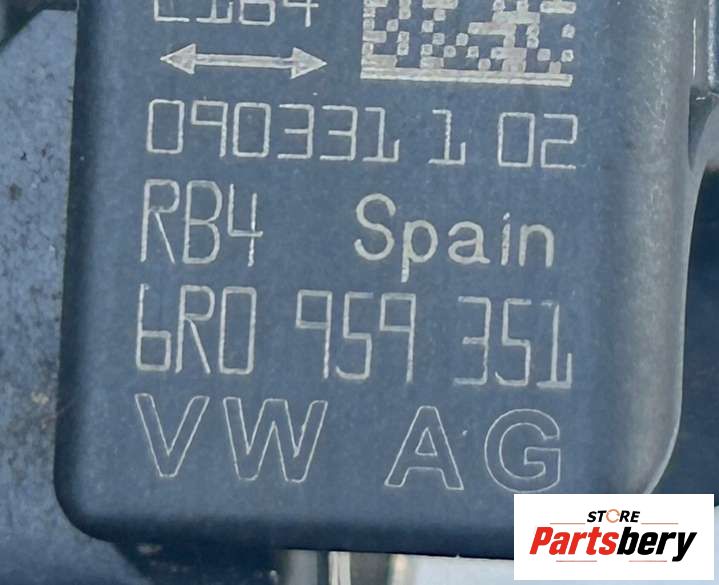 090331 1 02
RB4 Spain
6R0 959 351
VW AG
STORE
Partsbery